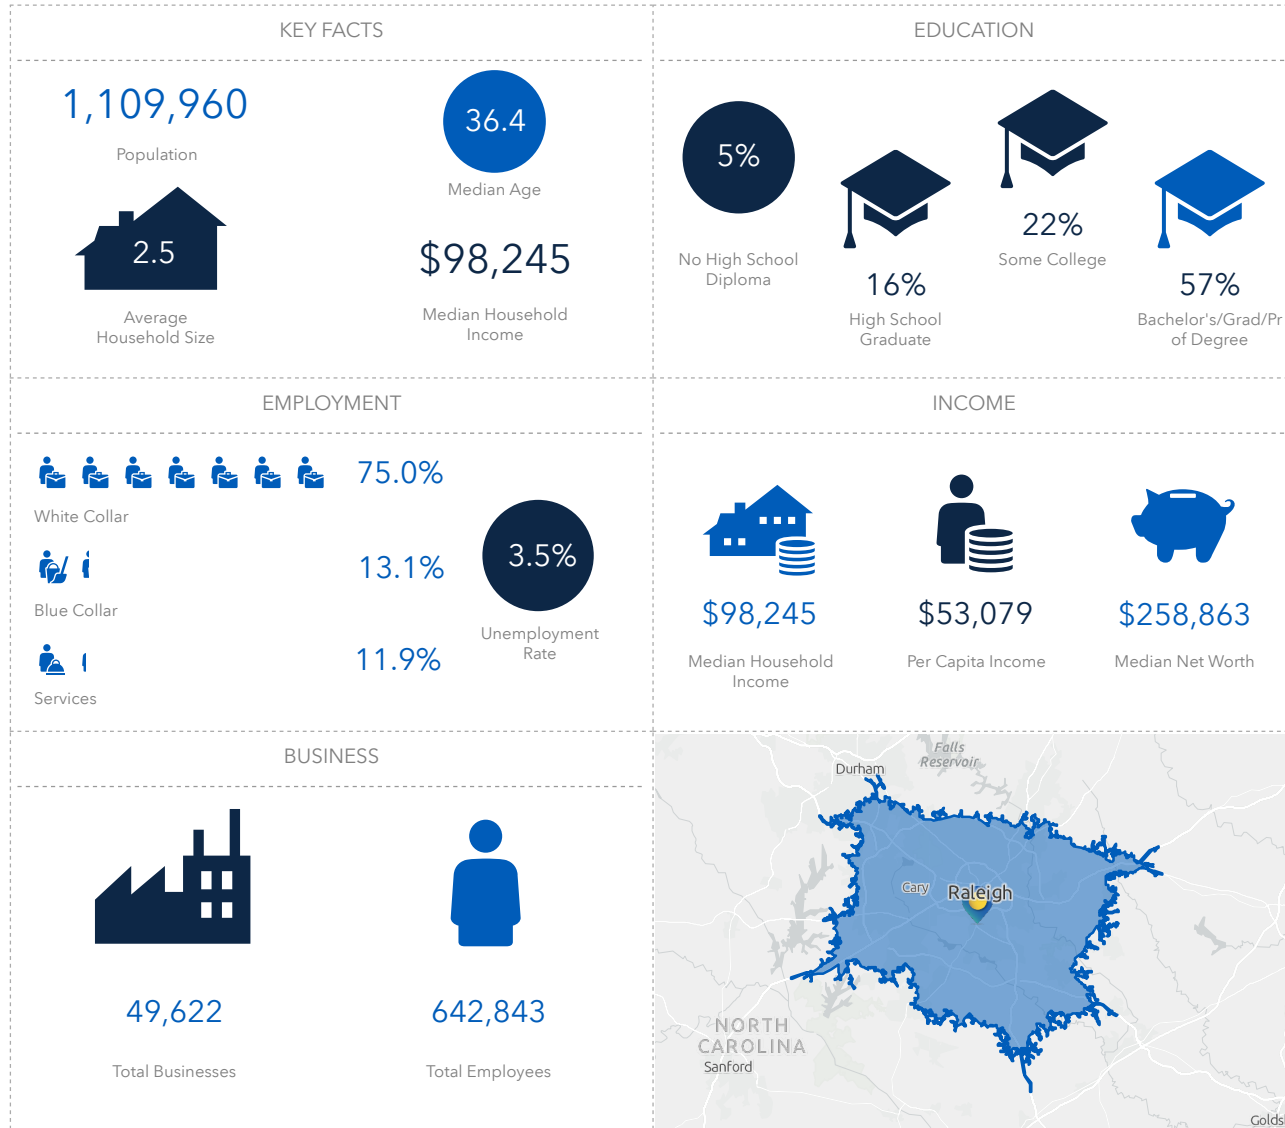 KEY FACTS
1,109,960
Population
36.4
Median Age
2.5
Average
Household Size
$98,245
Median Household
Income
EDUCATION
5%
No High School
Diploma
16%
High School
Graduate
22%
Some College
57%
Bachelor's/Grad/Pr
of Degree
EMPLOYMENT
75.0%
White Collar
13.1%
Blue Collar
11.9%
Services
3.5%
Unemployment
Rate
INCOME
$98,245
Median Household
Income
$53,079
Per Capita Income
$258,863
Median Net Worth
BUSINESS
49,622
Total Businesses
642,843
Total Employees
Falls
Reservoir
Durham
Cary
Raleigh
NORTH
CAROLINA
Sanford
Golds